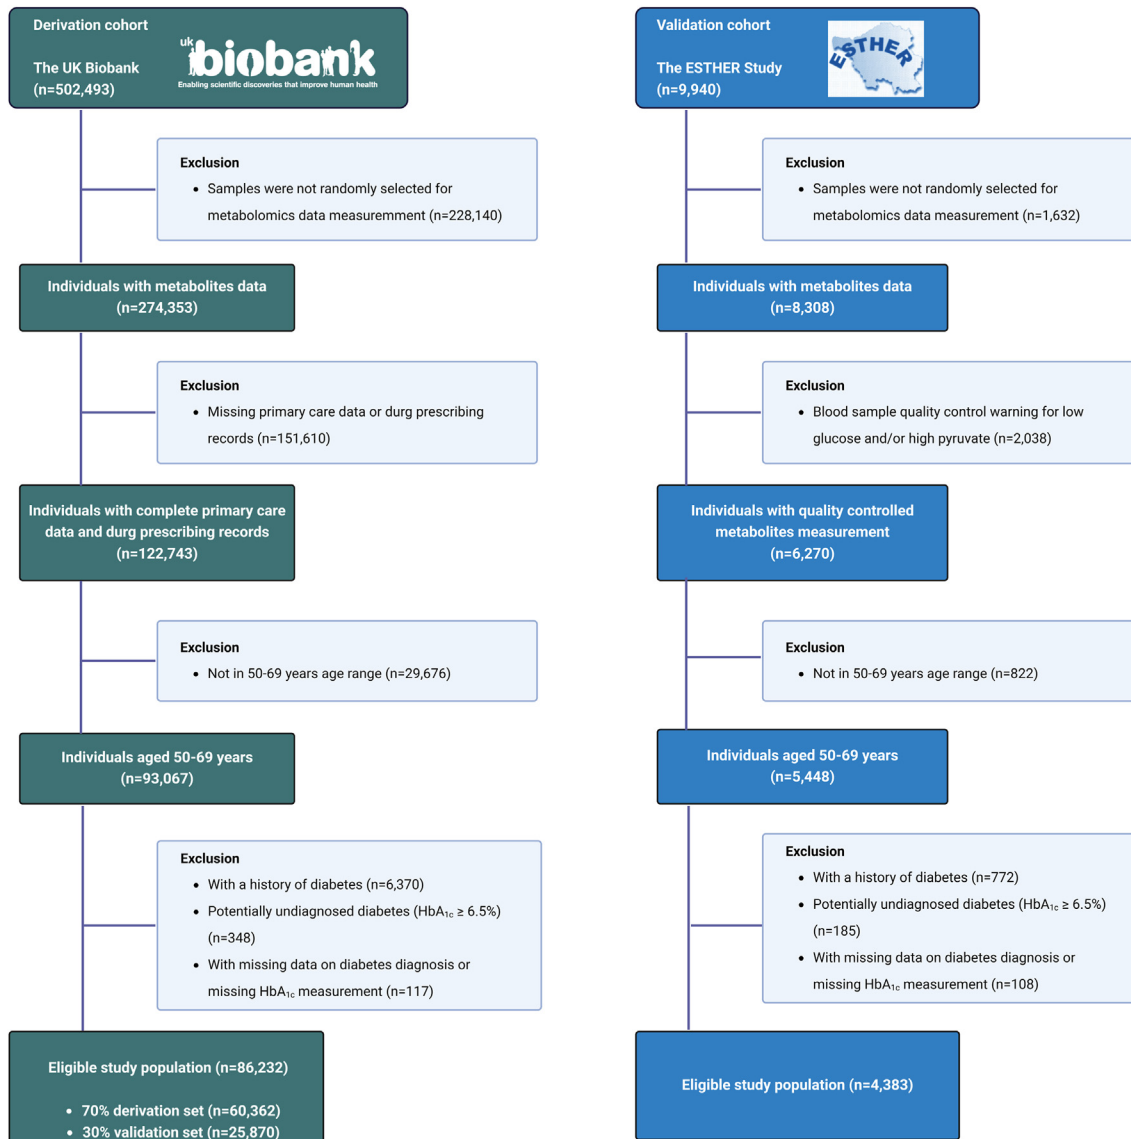 Derivation cohort
The UK Biobank
(n=502,493)
uk
biobank
Enabling scientific discoveries that improve human health
Exclusion
• Samples were not randomly selected for
metabolomics data measuremment (n=228,140)
Individuals with metabolites data
(n=274,353)
Exclusion
• Missing primary care data or durg prescribing
records (n=151,610)
Individuals with complete primary care
data and durg prescribing records
(n=122,743)
Exclusion
• Not in 50-69 years age range (n=29,676)
Individuals aged 50-69 years
(n=93,067)
Exclusion
• With a history of diabetes (n=6,370)
• Potentially undiagnosed diabetes (HbA₁c ≥ 6.5%)
(n=348)
• With missing data on diabetes diagnosis or
missing HbA₁c measurement (n=117)
Eligible study population (n=86,232)
• 70% derivation set (n=60,362)
• 30% validation set (n=25,870)
Validation cohort
The ESTHER Study
(n=9,940)
ESTHER
Exclusion
• Samples were not randomly selected for
metabolomics data measurement (n=1,632)
Individuals with metabolites data
(n=8,308)
Exclusion
• Blood sample quality control warning for low
glucose and/or high pyruvate (n=2,038)
Individuals with quality controlled
metabolites measurement
(n=6,270)
Exclusion
• Not in 50-69 years age range (n=822)
Individuals aged 50-69 years
(n=5,448)
Exclusion
• With a history of diabetes (n=772)
• Potentially undiagnosed diabetes (HbA₁c ≥ 6.5%)
(n=185)
• With missing data on diabetes diagnosis or
missing HbA₁c measurement (n=108)
Eligible study population (n=4,383)